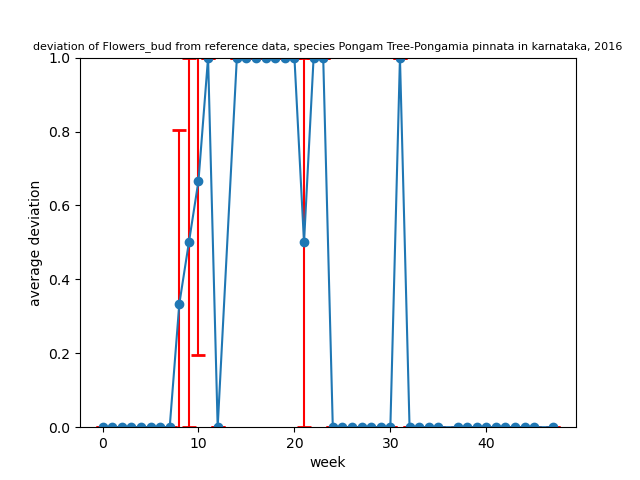 deviation of Flowers_bud from reference data, species Pongam Tree-Pongamia pinnata in karnataka, 2016
1.0
0.8
0.6
0.4
0.2
0.0
average deviation
0 10 20 30 40
week